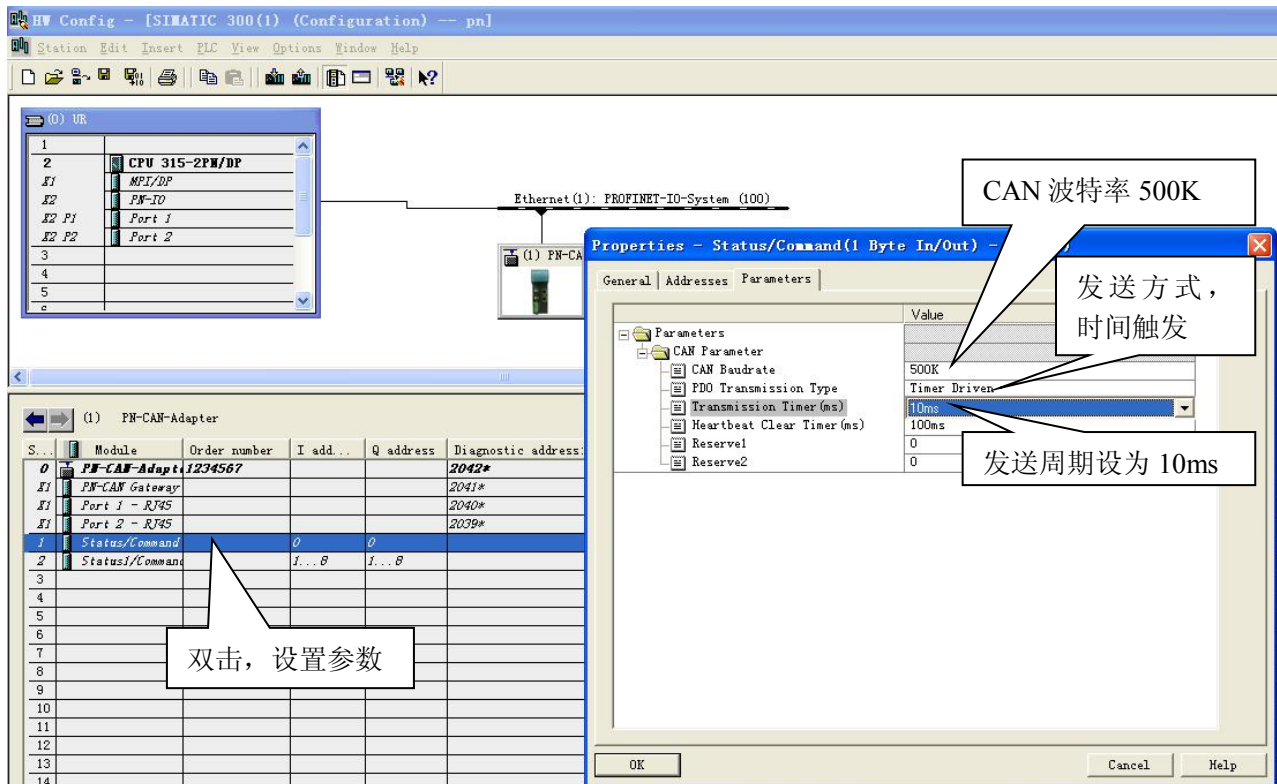 HW Config - [SIMATIC 300(1) (Configuration) -- pn]
Station Edit Insert PLC View Options Window Help
(0) UR
1
2 CPU 315-2PN/DP
X1 MPI/DP
X2 PN-IO
X2 P1 Port 1
X2 P2 Port 2
3
4
5
Ethernet(1): PROFINET-IO-System (100)
(1) PN-CA
CAN 波特率 500K
Properties - Status/Command(1 Byte In/Out) -
General Addresses Parameters
发送方式，
时间触发
Value
Parameters
CAN Parameter
CAN Baudrate 500K
PDO Transmission Type Timer Driven
Transmission Timer(ms) 10ms
Heartbeat Clear Timer(ms) 100ms
Reserve1 0
Reserve2 0
发送周期设为 10ms
(1) PN-CAN-Adapter
S... Module Order number I add... Q address Diagnostic address:
0 PN-CAN-Adapt 1234567 2042*
X1 PN-CAN Gateway 2041*
X1 Port 1 - RJ45 2040*
X1 Port 2 - RJ45 2039*
1 Status/Command 0 0
2 Status1/Comman 1...8 1...8
3
4
5
6
7
8
9
10
11
12
13
14
双击，设置参数
OK Cancel Help